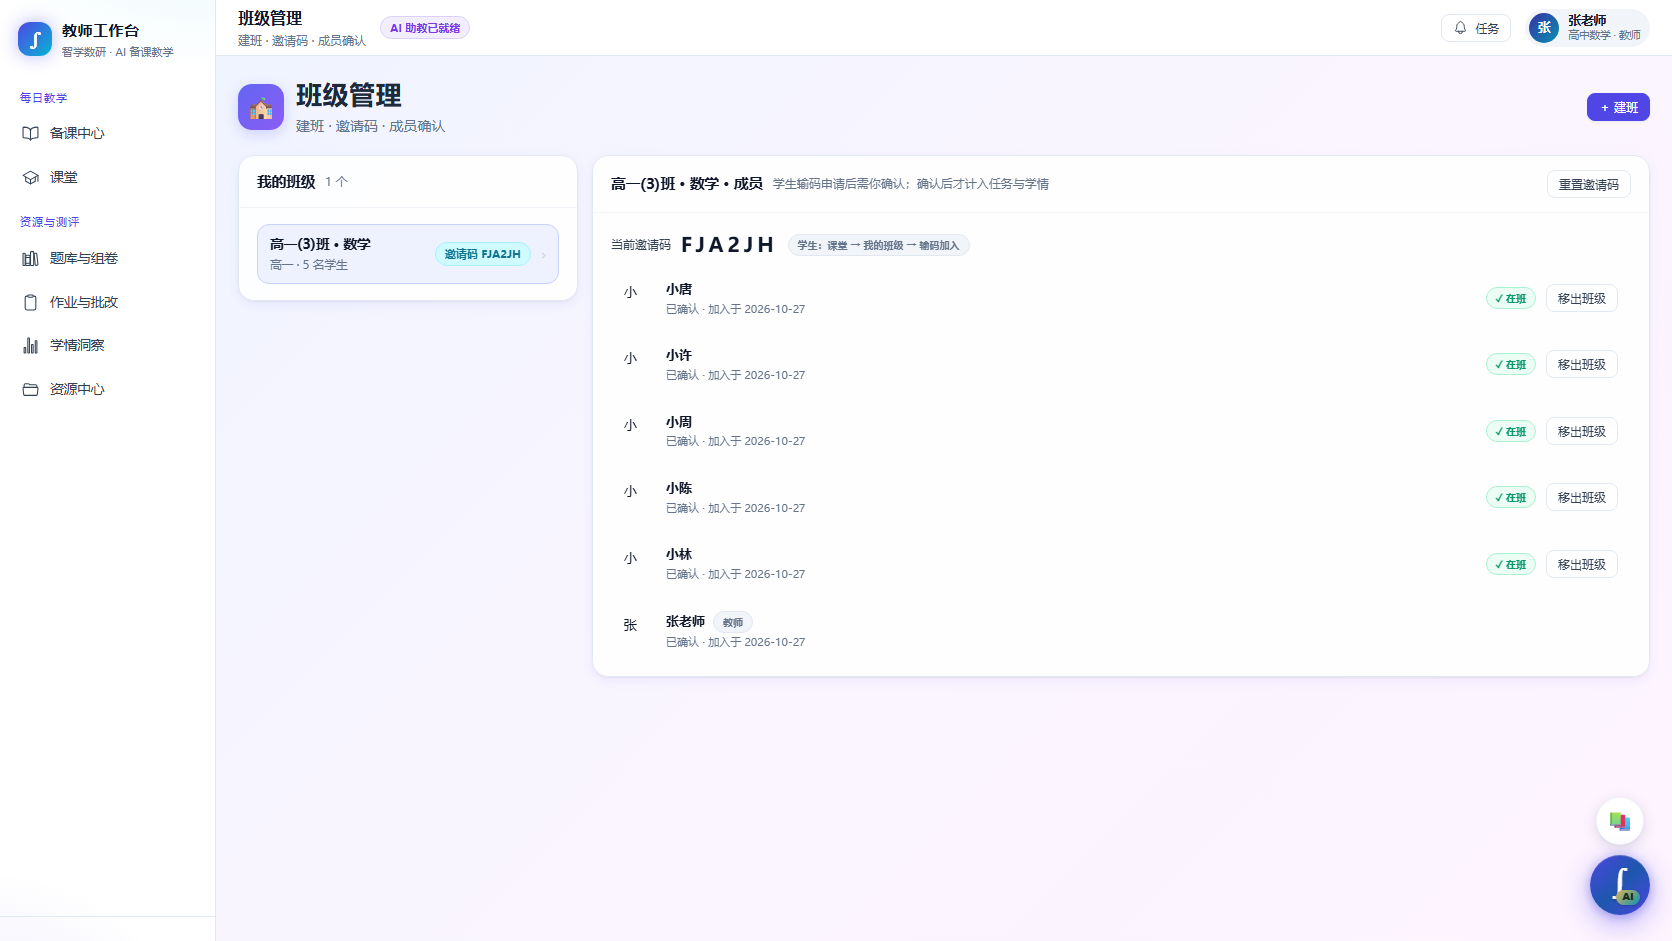 教师工作台
智学数研 · AI 备课教学
每日教学
备课中心
课堂
资源与测评
题库与组卷
作业与批改
学情洞察
资源中心
班级管理
建班 · 邀请码 · 成员确认
AI 助教已就绪
任务
张
张老师
高中数学 · 教师
班级管理
建班 · 邀请码 · 成员确认
+ 建班
我的班级 1 个
高一(3)班 • 数学
高一 · 5 名学生
邀请码 FJA2JH
高一(3)班 • 数学 • 成员 学生输码申请后需你确认；确认后才计入任务与学情
重置邀请码
当前邀请码 FJA2JH 学生：课堂 → 我的班级 → 输码加入
小
小唐
已确认 · 加入于 2026-10-27
✓ 在班
移出班级
小
小许
已确认 · 加入于 2026-10-27
✓ 在班
移出班级
小
小周
已确认 · 加入于 2026-10-27
✓ 在班
移出班级
小
小陈
已确认 · 加入于 2026-10-27
✓ 在班
移出班级
小
小林
已确认 · 加入于 2026-10-27
✓ 在班
移出班级
张
张老师 教师
已确认 · 加入于 2026-10-27
∫
AI